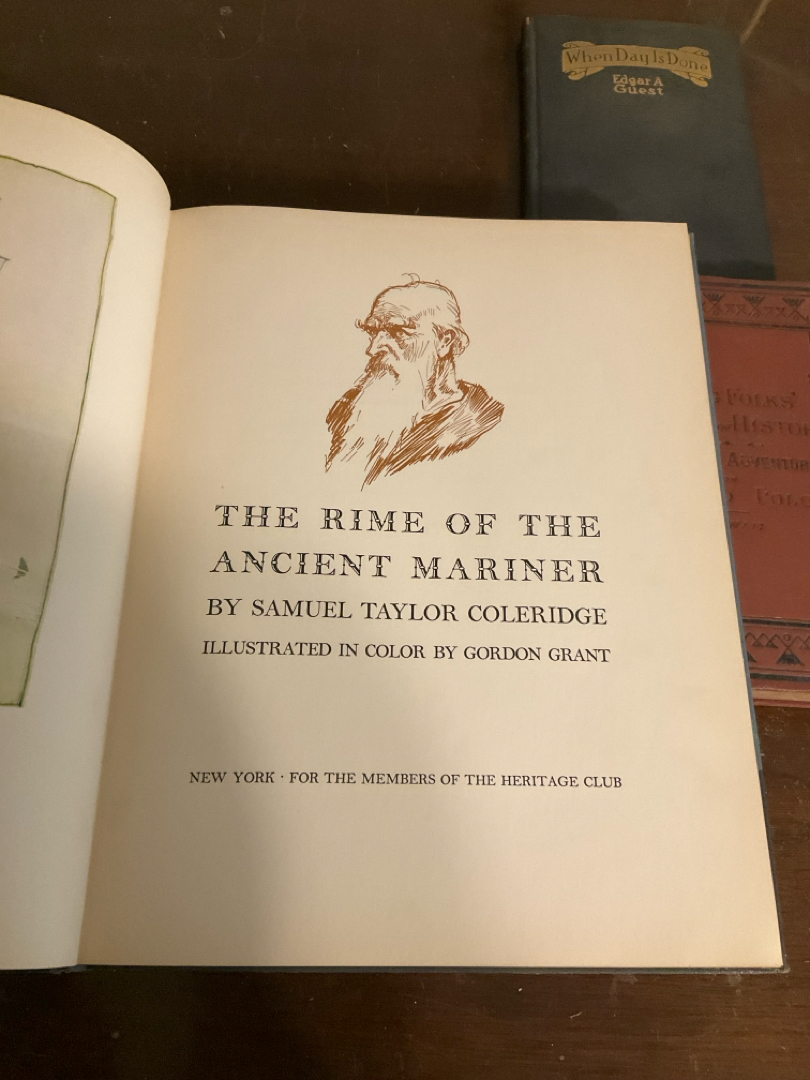 When Day Is Done
Edgar A
Guest
THE RIME OF THE
ANCIENT MARINER
BY SAMUEL TAYLOR COLERIDGE
ILLUSTRATED IN COLOR BY GORDON GRANT
NEW YORK · FOR THE MEMBERS OF THE HERITAGE CLUB
FOLKS'